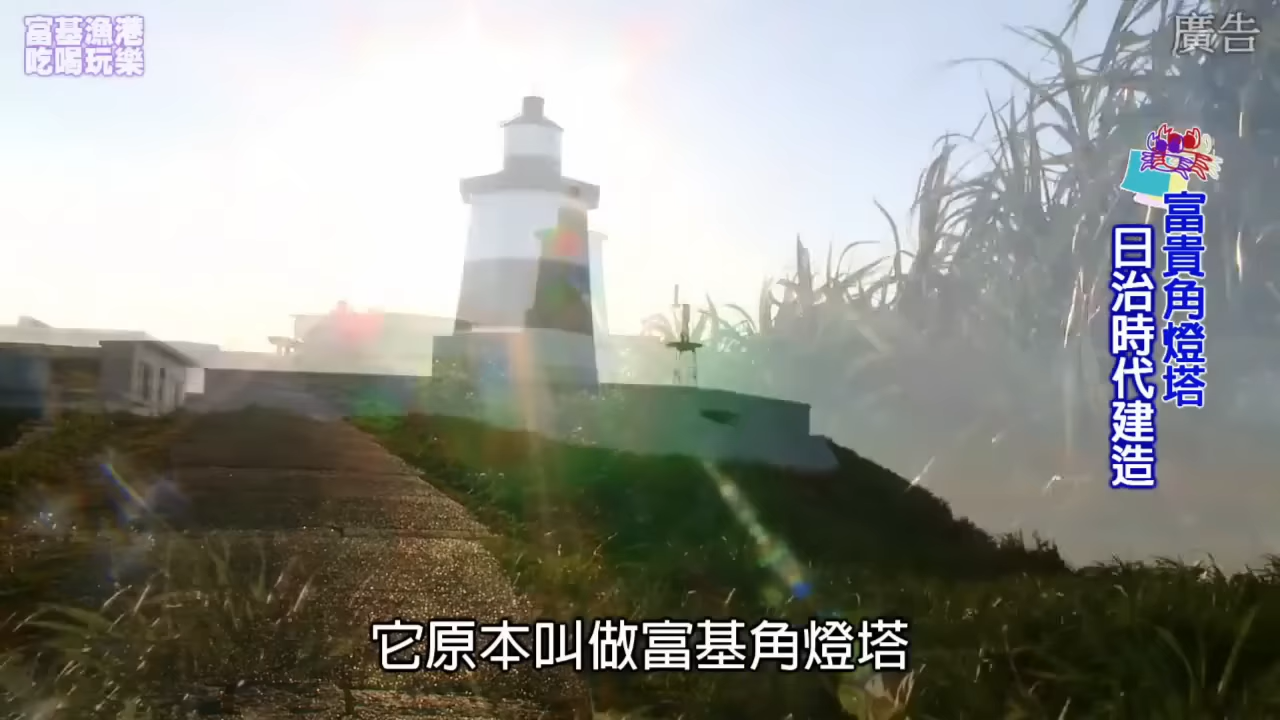 富基漁港
吃喝玩樂
廣告
富貴角燈塔
日治時代建造
它原本叫做富基角燈塔